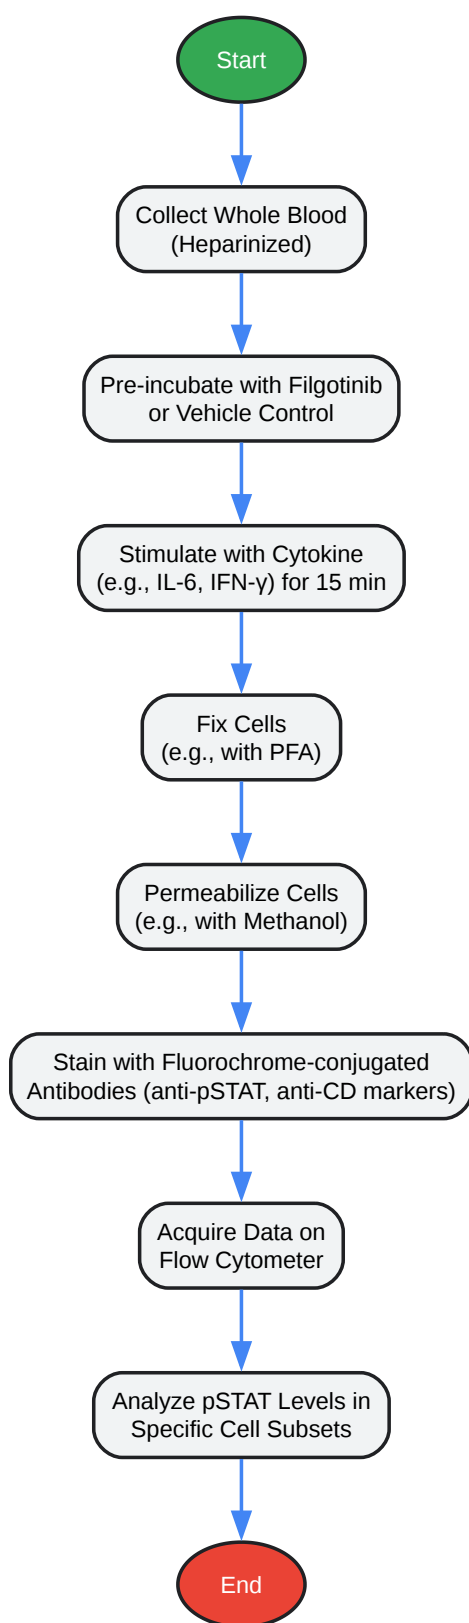 Start
Collect Whole Blood
(Heparinized)
Pre-incubate with Filgotinib
or Vehicle Control
Stimulate with Cytokine
(e.g., IL-6, IFN-γ) for 15 min
Fix Cells
(e.g., with PFA)
Permeabilize Cells
(e.g., with Methanol)
Stain with Fluorochrome-conjugated
Antibodies (anti-pSTAT, anti-CD markers)
Acquire Data on
Flow Cytometer
Analyze pSTAT Levels in
Specific Cell Subsets
End